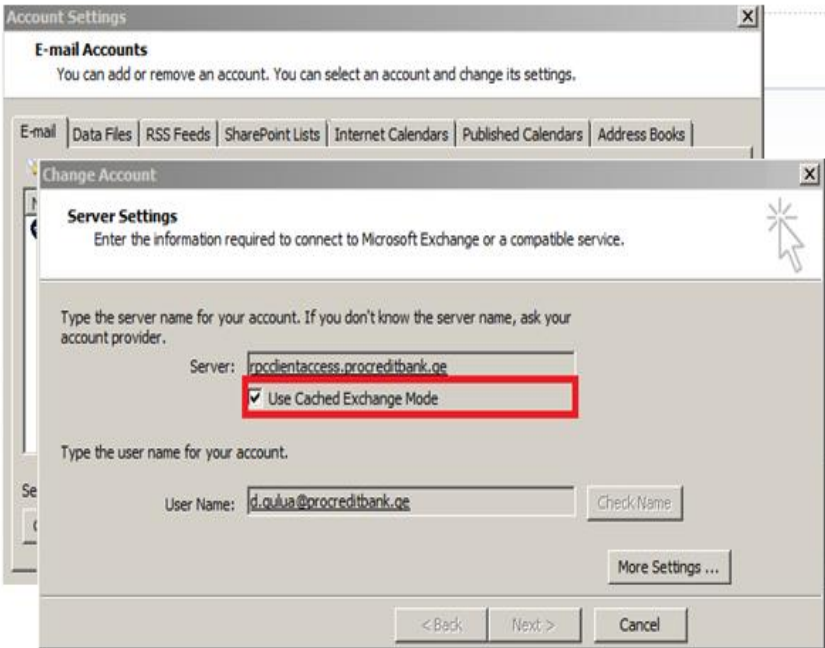 Account Settings
E-mail Accounts
You can add or remove an account. You can select an account and change its settings.
E-mail Data Files RSS Feeds SharePoint Lists Internet Calendars Published Calendars Address Books
Change Account
Server Settings
Enter the information required to connect to Microsoft Exchange or a compatible service.
Type the server name for your account. If you don't know the server name, ask your
account provider.
Server: rpcclientaccess.procreditbank.ge
Use Cached Exchange Mode
Type the user name for your account.
Se
User Name: d.gulua@procreditbank.ge Check Name
More Settings ...
< Back Next > Cancel